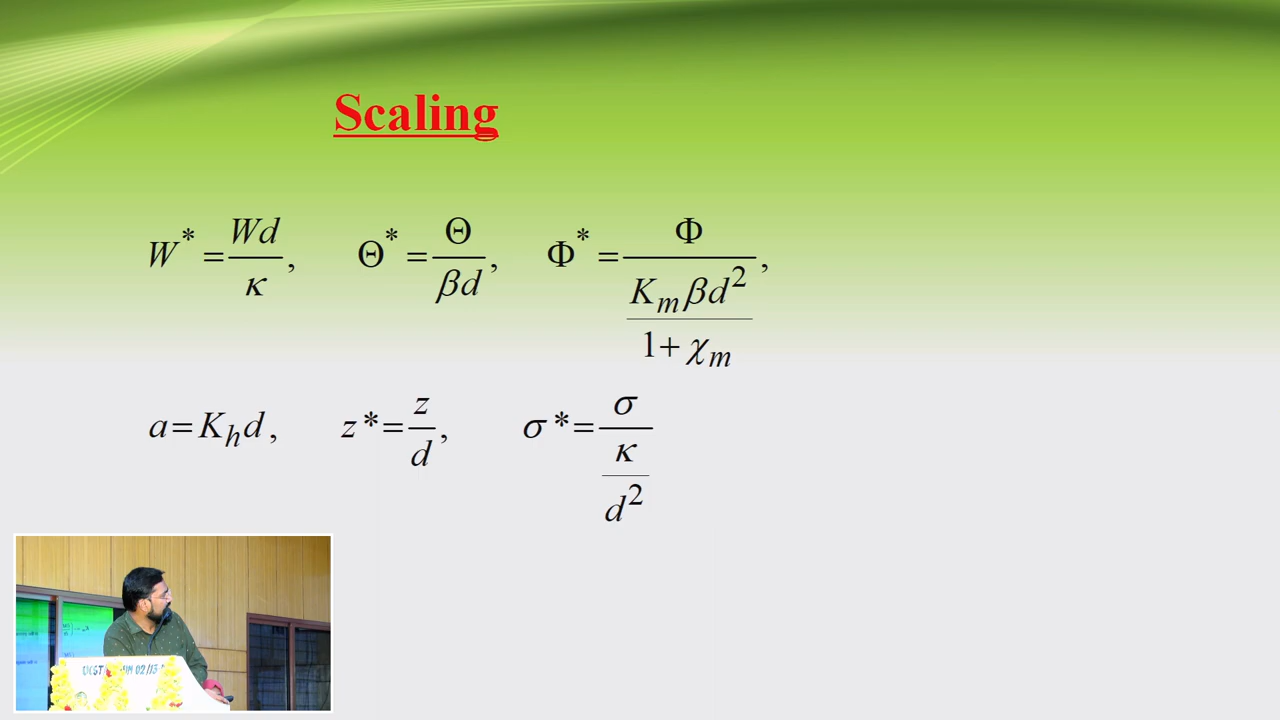 Scaling
W* = Wd/κ, Θ* = Θ/βd, Φ* = Φ/(K_m βd²/(1+χ_m)),
a = K_h d, z* = z/d, σ* = σ/(κ/d²)